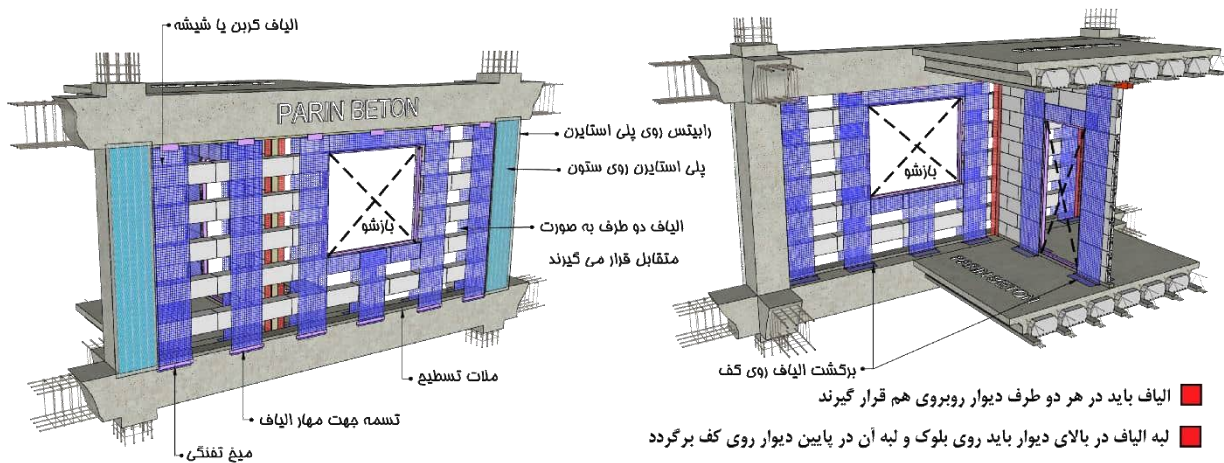 الیاف کربن یا شیشه
PARIN BETON
رابیتس روی پلی استایرن
پلی استایرن روی ستون
بازشو
الیاف دو طرف به صورت
متقابل قرار می گیرند
ملات تسطیح
تسمه جهت مهار الیاف
میخ تفنگی
بازشو
PARIN BETON
برگشت الیاف روی کف
الیاف باید در هر دو طرف دیوار روبروی هم قرار گیرند
لبه الیاف در بالای دیوار باید روی بلوک و لبه آن در پایین دیوار روی کف برگردد